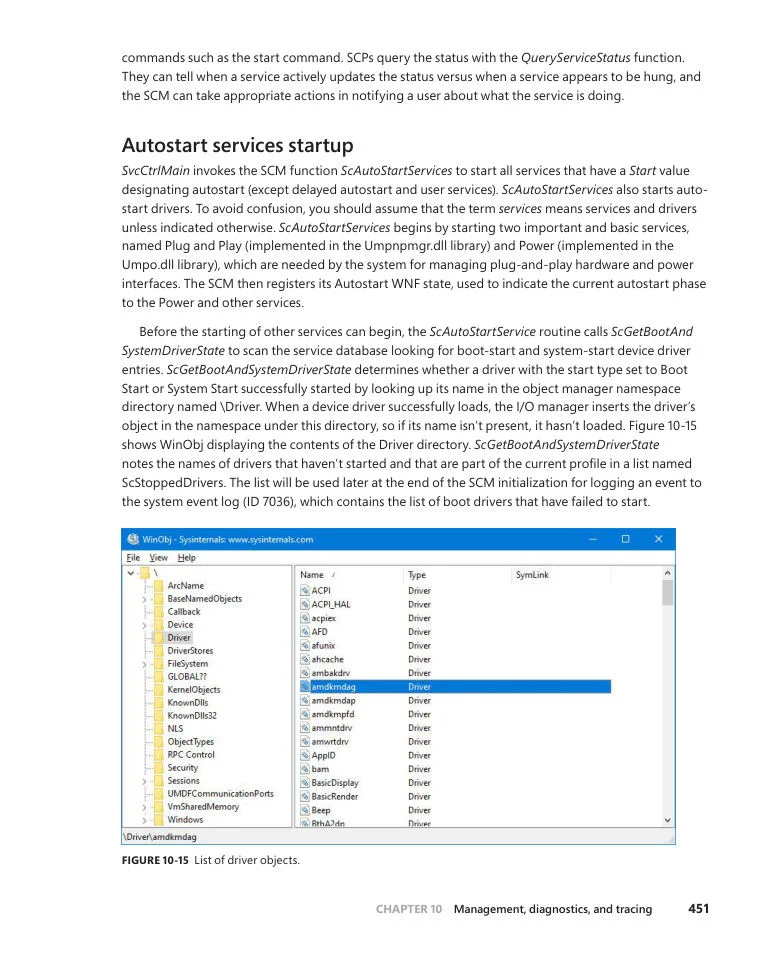 commands such as the start command. SCPs query the status with the QueryServiceStatus function.
They can tell when a service actively updates the status versus when a service appears to be hung, and
the SCM can take appropriate actions in notifying a user about what the service is doing.
Autostart services startup
SvcCtrlMain invokes the SCM function ScAutoStartServices to start all services that have a Start value
designating autostart (except delayed autostart and user services). ScAutoStartServices also starts auto-
start drivers. To avoid confusion, you should assume that the term services means services and drivers
unless indicated otherwise. ScAutoStartServices begins by starting two important and basic services,
named Plug and Play (implemented in the Umpnpmgr.dll library) and Power (implemented in the
Umpo.dll library), which are needed by the system for managing plug-and-play hardware and power
interfaces. The SCM then registers its Autostart WNF state, used to indicate the current autostart phase
to the Power and other services.
Before the starting of other services can begin, the ScAutoStartService routine calls ScGetBootAnd
SystemDriverState to scan the service database looking for boot-start and system-start device driver
entries. ScGetBootAndSystemDriverState determines whether a driver with the start type set to Boot
Start or System Start successfully started by looking up its name in the object manager namespace
directory named \Driver. When a device driver successfully loads, the I/O manager inserts the driver's
object in the namespace under this directory, so if its name isn't present, it hasn't loaded. Figure 10-15
shows WinObj displaying the contents of the Driver directory. ScGetBootAndSystemDriverState
notes the names of drivers that haven't started and that are part of the current profile in a list named
ScStoppedDrivers. The list will be used later at the end of the SCM initialization for logging an event to
the system event log (ID 7036), which contains the list of boot drivers that have failed to start.
WinObj - Sysinternals: www.sysinternals.com
File View Help
\
ArcName
BaseNamedObjects
Callback
Device
Driver
DriverStores
FileSystem
GLOBAL??
KernelObjects
KnownDlls
KnownDlls32
NLS
ObjectTypes
RPC Control
Security
Sessions
UMDFCommunicationPorts
VmSharedMemory
Windows
Name / Type SymLink
ACPI Driver
ACPI_HAL Driver
acpiex Driver
AFD Driver
afunix Driver
ahcache Driver
ambakdrv Driver
amdkmdag Driver
amdkmdap Driver
amdkmpfd Driver
ammntdrv Driver
amwrtdrv Driver
AppID Driver
bam Driver
BasicDisplay Driver
BasicRender Driver
Beep Driver
BthA2dp Driver
\Driver\amdkmdag
FIGURE 10-15 List of driver objects.
CHAPTER 10 Management, diagnostics, and tracing 451